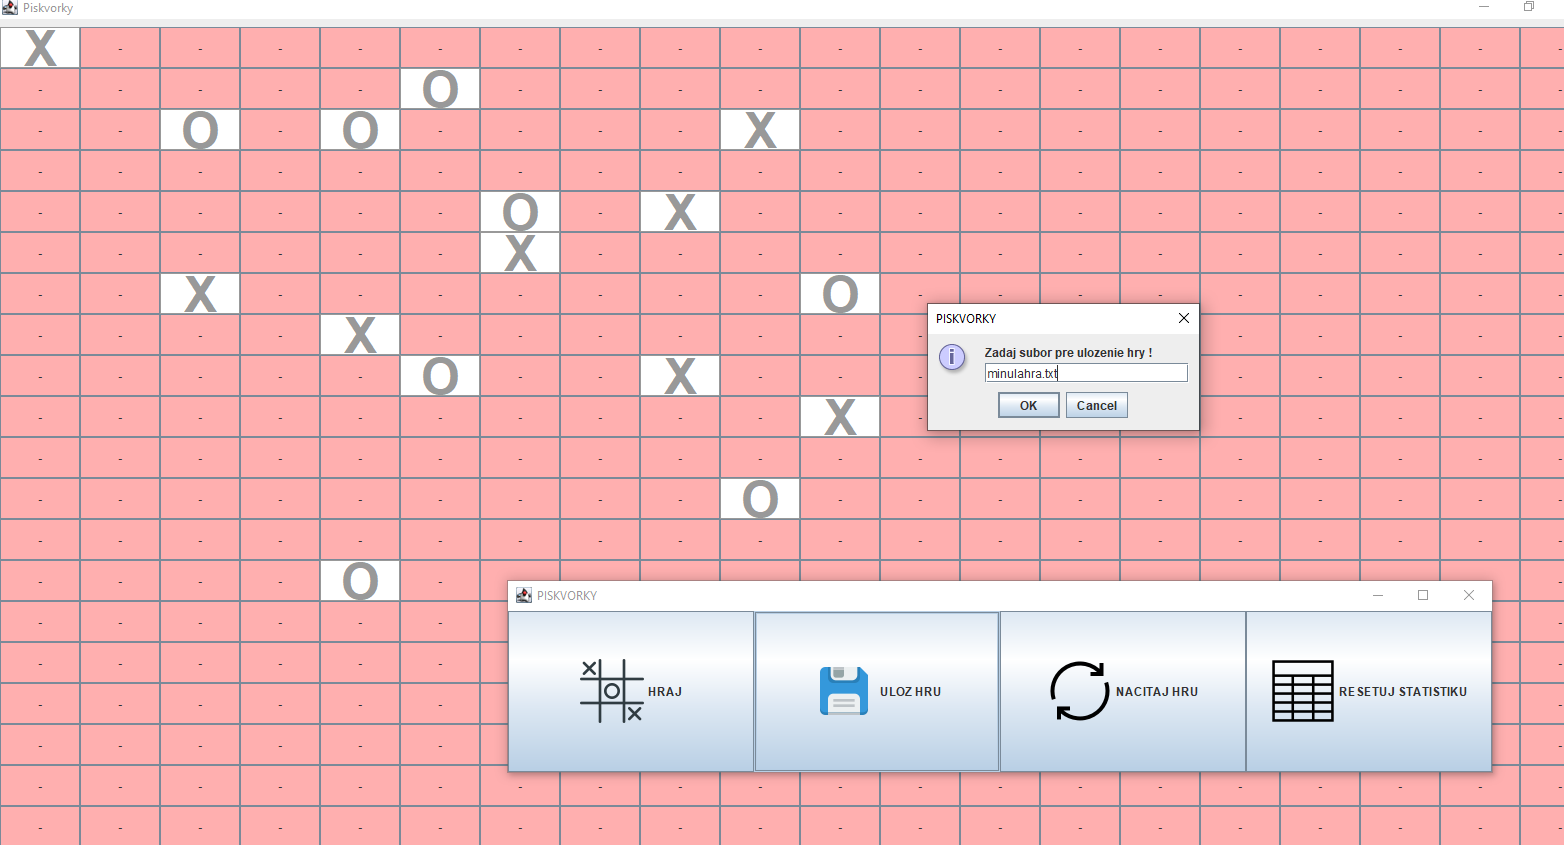 Piskvorky
X - - - - - - - - - - - - - - - - - - -
- - - - - O - - - - - - - - - - - - - -
- - O - O - - - - X - - - - - - - - - -
- - - - - - - - - - - - - - - - - - - -
- - - - - - O - X - - - - - - - - - - -
- - - - - - X - - - - - - - - - - - - -
- - X - - - - - - - O - - - - - - - - -
- - - - X - - - - - - - - - - - -
- - - - - O - - X - - - - - - - -
- - - - - - - - - - X - - - - - -
- - - - - - - - - - - - - - - - - - - -
- - - - - - - - - O - - - - - - - - - -
- - - - - - - - - - - - - - - - - - - -
- - - - O - -
- - - - - - -
- - - - - - -
- - - - - - -
- - - - - - -
- - - - - - - - - - - - - - - - - - - -
- - - - - - - - - - - - - - - - - - - -
PISKVORKY
Zadaj subor pre ulozenie hry !
minulahra.txt
OK Cancel
PISKVORKY
HRAJ
ULOZ HRU
NACITAJ HRU
RESETUJ STATISTIKU